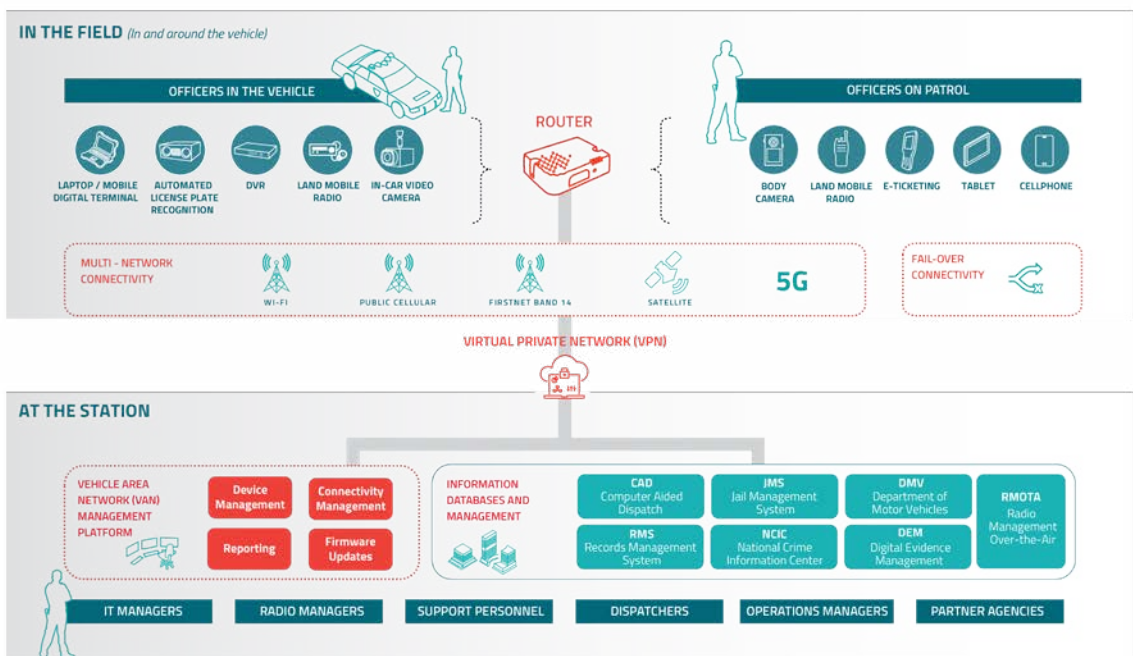 IN THE FIELD (In and around the vehicle)
OFFICERS IN THE VEHICLE
OFFICERS ON PATROL
ROUTER
LAPTOP / MOBILE
DIGITAL TERMINAL
AUTOMATED
LICENSE PLATE
RECOGNITION
DVR
LAND MOBILE
RADIO
IN-CAR VIDEO
CAMERA
BODY
CAMERA
LAND MOBILE
RADIO
E-TICKETING
TABLET
CELLPHONE
MULTI - NETWORK
CONNECTIVITY
WI-FI
PUBLIC CELLULAR
FIRSTNET BAND 14
SATELLITE
5G
FAIL-OVER
CONNECTIVITY
VIRTUAL PRIVATE NETWORK (VPN)
AT THE STATION
VEHICLE AREA
NETWORK (VAN)
MANAGEMENT
PLATFORM
Device
Management
Connectivity
Management
Reporting
Firmware
Updates
INFORMATION
DATABASES AND
MANAGEMENT
CAD
Computer Aided
Dispatch
JMS
Jail Management
System
DMV
Department of
Motor Vehicles
RMS
Records Management
System
NCIC
National Crime
Information Center
DEM
Digital Evidence
Management
RMOTA
Radio
Management
Over-the-Air
IT MANAGERS
RADIO MANAGERS
SUPPORT PERSONNEL
DISPATCHERS
OPERATIONS MANAGERS
PARTNER AGENCIES